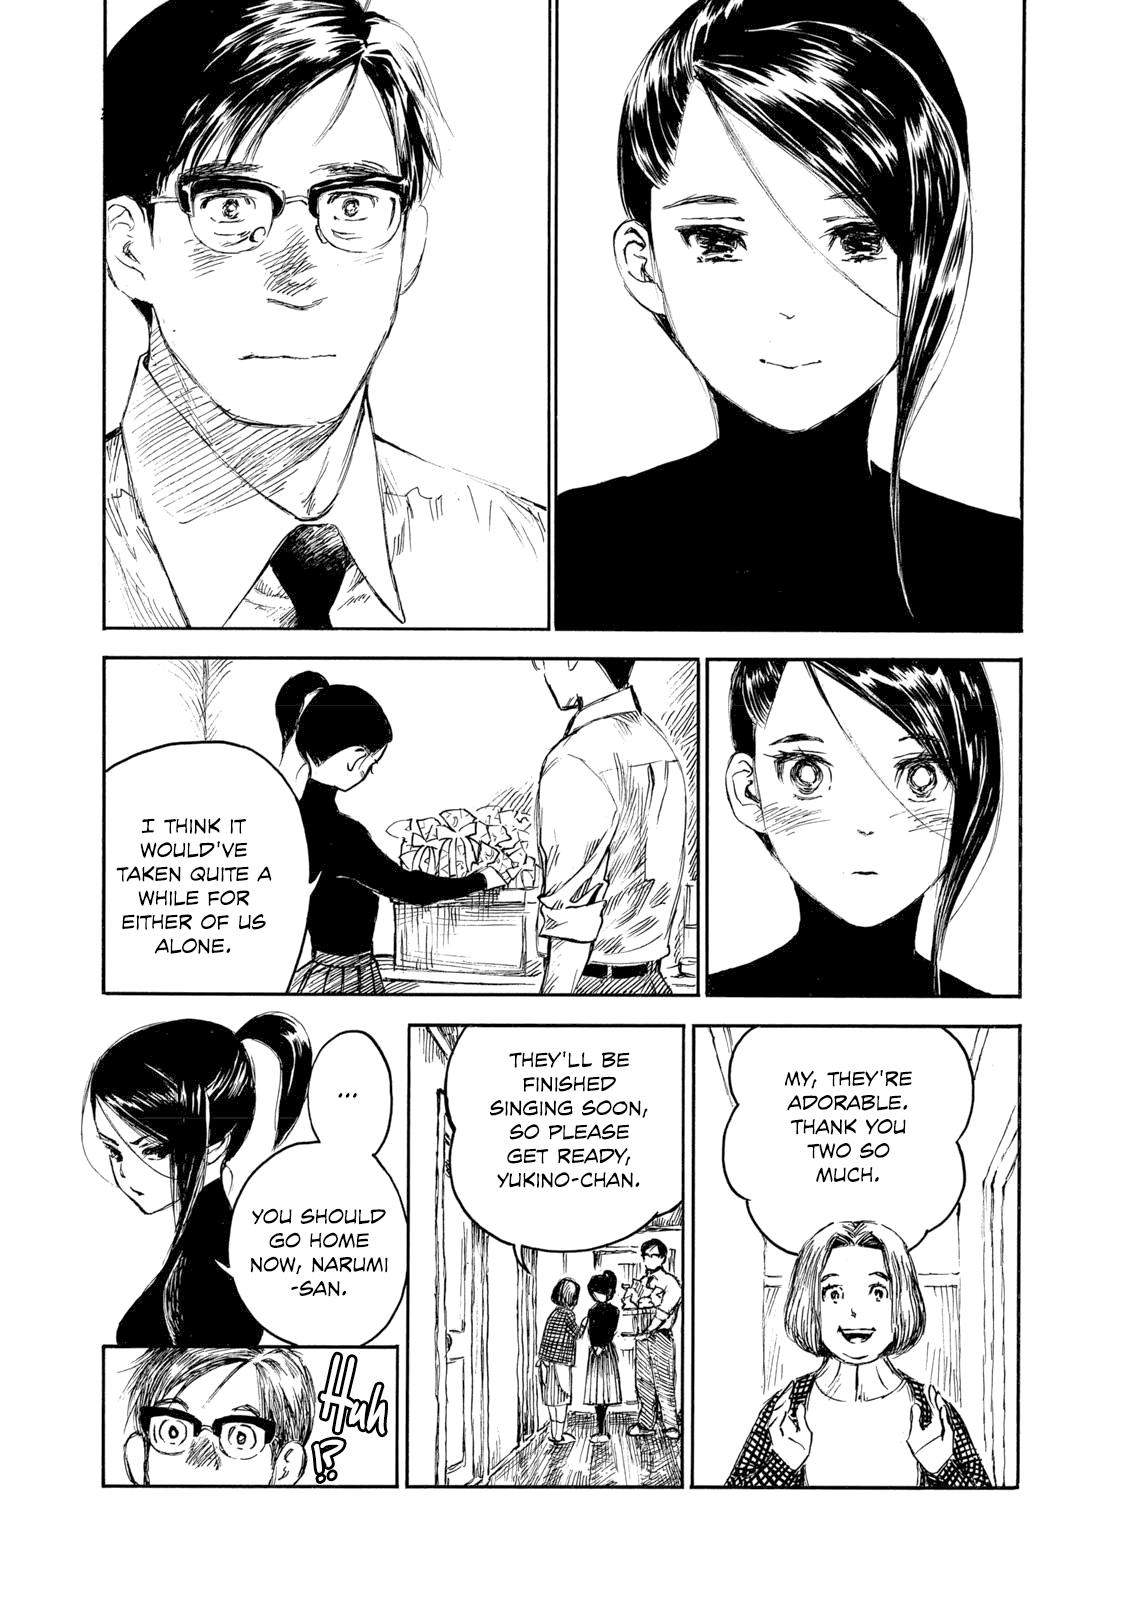 I THINK IT
WOULD'VE
TAKEN QUITE A
WHILE FOR
EITHER OF US
ALONE.
MY, THEY'RE
ADORABLE.
THANK YOU
TWO SO
MUCH.
THEY'LL BE
FINISHED
SINGING SOON,
SO PLEASE
GET READY,
YUKINO-CHAN.
...
YOU SHOULD
GO HOME
NOW, NARUMI
-SAN.
Huh
!?